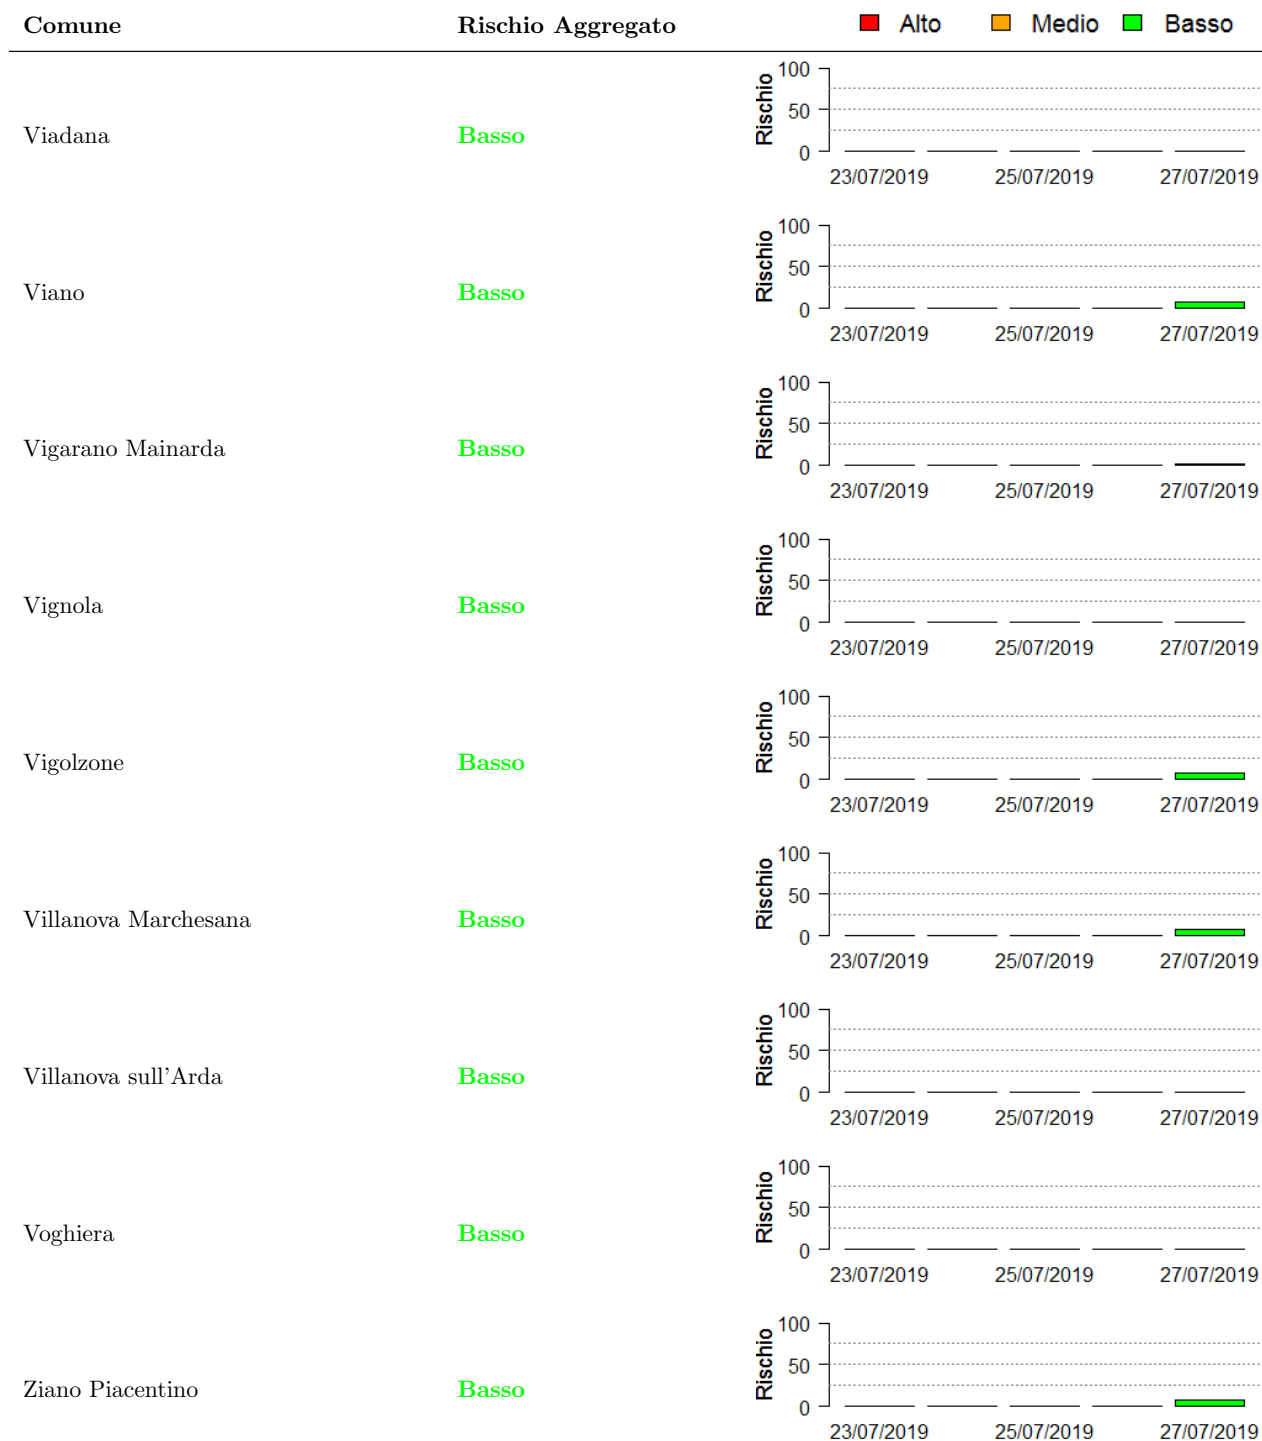 Comune Rischio Aggregato Alto Medio Basso
100
50
0
Rischio
Viadana Basso
23/07/2019 25/07/2019 27/07/2019
100
50
0
Rischio
Viano Basso
23/07/2019 25/07/2019 27/07/2019
100
50
0
Rischio
Vigarano Mainarda Basso
23/07/2019 25/07/2019 27/07/2019
100
50
0
Rischio
Vignola Basso
23/07/2019 25/07/2019 27/07/2019
100
50
0
Rischio
Vigolzone Basso
23/07/2019 25/07/2019 27/07/2019
100
50
0
Rischio
Villanova Marchesana Basso
23/07/2019 25/07/2019 27/07/2019
100
50
0
Rischio
Villanova sull'Arda Basso
23/07/2019 25/07/2019 27/07/2019
100
50
0
Rischio
Voghiera Basso
23/07/2019 25/07/2019 27/07/2019
100
50
0
Rischio
Ziano Piacentino Basso
23/07/2019 25/07/2019 27/07/2019